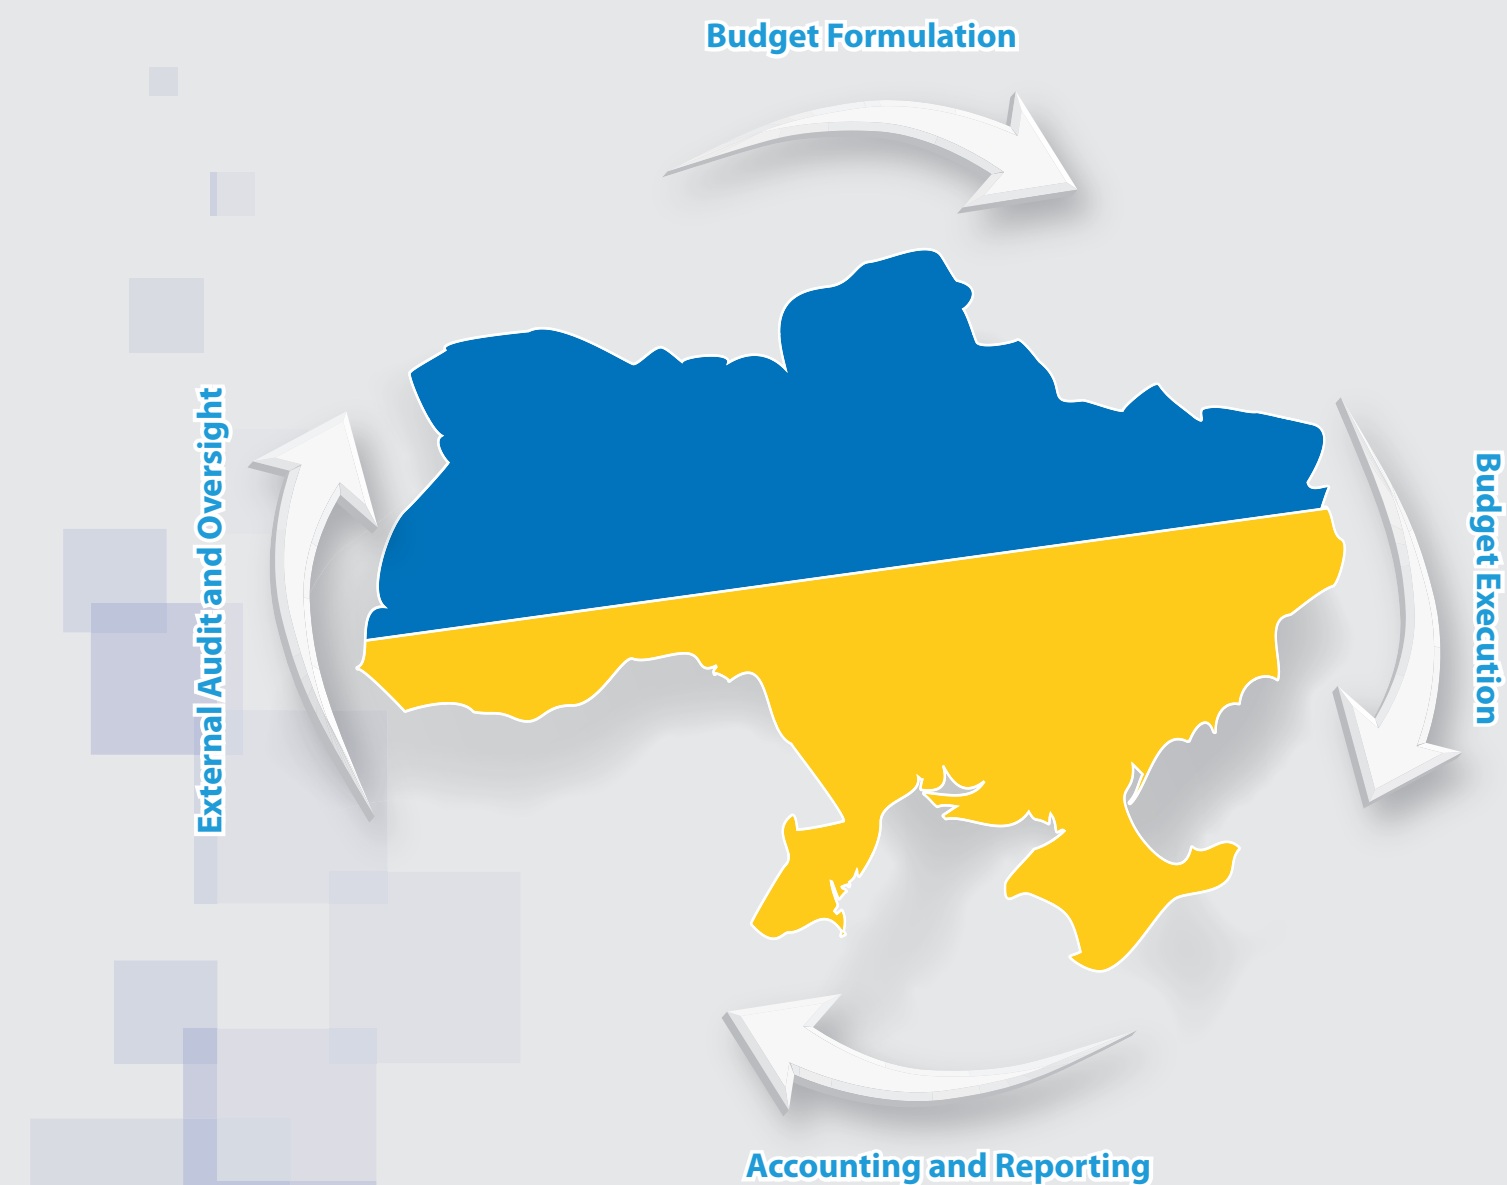 Budget Formulation
External Audit and Oversight
Budget Execution
Accounting and Reporting